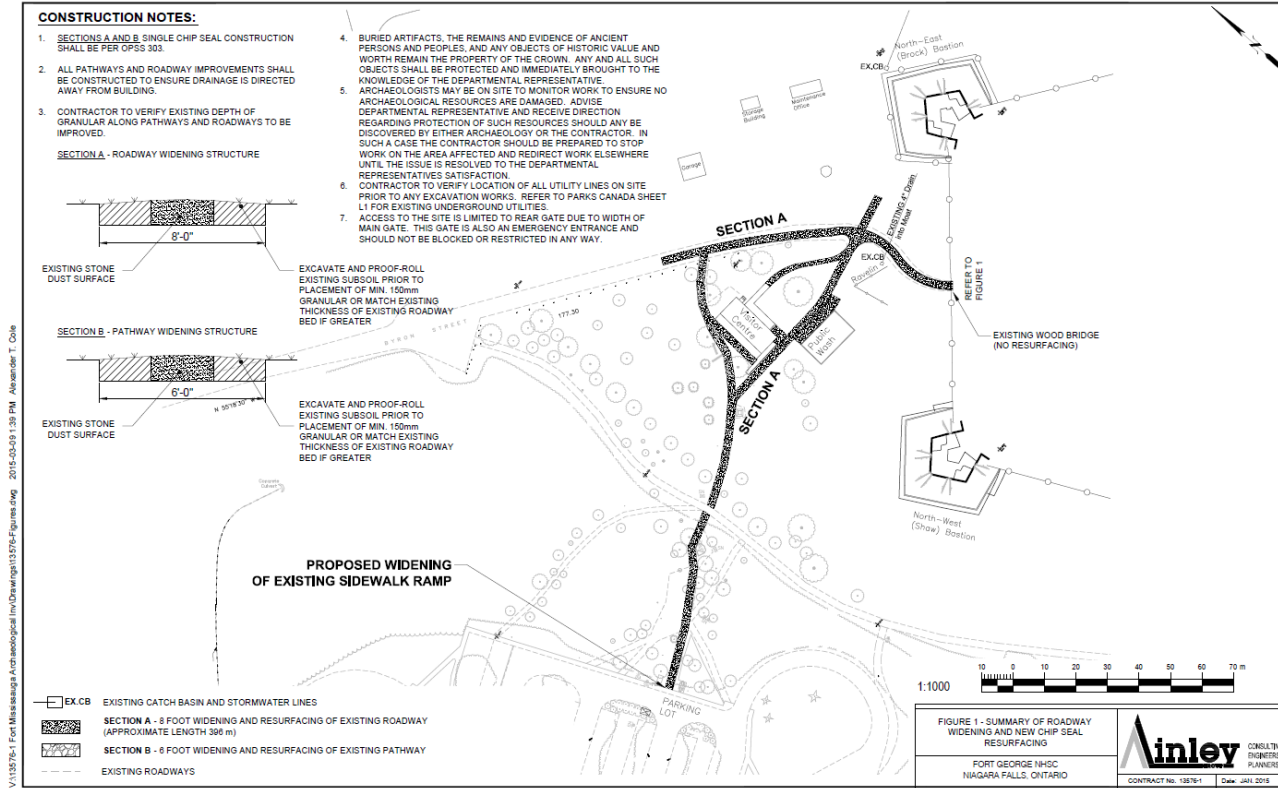 CONSTRUCTION NOTES:
1. SECTIONS A AND B SINGLE CHIP SEAL CONSTRUCTION
SHALL BE PER OPSS 303.
2. ALL PATHWAYS AND ROADWAY IMPROVEMENTS SHALL
BE CONSTRUCTED TO ENSURE DRAINAGE IS DIRECTED
AWAY FROM BUILDING.
3. CONTRACTOR TO VERIFY EXISTING DEPTH OF
GRANULAR ALONG PATHWAYS AND ROADWAYS TO BE
IMPROVED.
SECTION A - ROADWAY WIDENING STRUCTURE
8'-0"
EXISTING STONE
DUST SURFACE
EXCAVATE AND PROOF-ROLL
EXISTING SUBSOIL PRIOR TO
PLACEMENT OF MIN. 150mm
GRANULAR OR MATCH EXISTING
THICKNESS OF EXISTING ROADWAY
BED IF GREATER
SECTION B - PATHWAY WIDENING STRUCTURE
6'-0"
EXISTING STONE
DUST SURFACE
EXCAVATE AND PROOF-ROLL
EXISTING SUBSOIL PRIOR TO
PLACEMENT OF MIN. 150mm
GRANULAR OR MATCH EXISTING
THICKNESS OF EXISTING ROADWAY
BED IF GREATER
4. BURIED ARTIFACTS, THE REMAINS AND EVIDENCE OF ANCIENT
PERSONS AND PEOPLES, AND ANY OBJECTS OF HISTORIC VALUE AND
WORTH REMAIN THE PROPERTY OF THE CROWN. ANY AND ALL SUCH
OBJECTS SHALL BE PROTECTED AND IMMEDIATELY BROUGHT TO THE
KNOWLEDGE OF THE DEPARTMENTAL REPRESENTATIVE.
5. ARCHAEOLOGISTS MAY BE ON SITE TO MONITOR WORK TO ENSURE NO
ARCHAEOLOGICAL RESOURCES ARE DAMAGED. ADVISE
DEPARTMENTAL REPRESENTATIVE AND RECEIVE DIRECTION
REGARDING PROTECTION OF SUCH RESOURCES SHOULD ANY BE
DISCOVERED BY EITHER ARCHAEOLOGY OR THE CONTRACTOR. IN
SUCH A CASE THE CONTRACTOR SHOULD BE PREPARED TO STOP
WORK ON THE AREA AFFECTED AND REDIRECT WORK ELSEWHERE
UNTIL THE ISSUE IS RESOLVED TO THE DEPARTMENTAL
REPRESENTATIVES SATISFACTION.
6. CONTRACTOR TO VERIFY LOCATION OF ALL UTILITY LINES ON SITE
PRIOR TO ANY EXCAVATION WORKS. REFER TO PARKS CANADA SHEET
L1 FOR EXISTING UNDERGROUND UTILITIES.
7. ACCESS TO THE SITE IS LIMITED TO REAR GATE DUE TO WIDTH OF
MAIN GATE. THIS GATE IS ALSO AN EMERGENCY ENTRANCE AND
SHOULD NOT BE BLOCKED OR RESTRICTED IN ANY WAY.
North-East
(Brock) Bastion
EX.CB
Storage
Building
Maintenance
Office
Garage
SECTION A
EXISTING 4" Drain
into Moat
EX.CB
Ravelin
REFER TO
FIGURE 1
EXISTING WOOD BRIDGE
(NO RESURFACING)
Visitor
Centre
Public
Wash
SECTION A
177.30
BYRON STREET
North-West
(Shaw) Bastion
Concrete
Culvert
PROPOSED WIDENING
OF EXISTING SIDEWALK RAMP
PARKING
LOT
EX.CB EXISTING CATCH BASIN AND STORMWATER LINES
SECTION A - 8 FOOT WIDENING AND RESURFACING OF EXISTING ROADWAY
(APPROXIMATE LENGTH 396 m)
SECTION B - 6 FOOT WIDENING AND RESURFACING OF EXISTING PATHWAY
EXISTING ROADWAYS
1:1000
10 0 10 20 30 40 50 60 70 m
FIGURE 1 - SUMMARY OF ROADWAY
WIDENING AND NEW CHIP SEAL
RESURFACING
FORT GEORGE NHSC
NIAGARA FALLS, ONTARIO
Ainley
GROUP
CONSULTING
ENGINEERS
PLANNERS
CONTRACT No. 13576-1 Date: JAN. 2015
V:\13576-1 Fort Mississauga Archaeological Inv\Drawings\13576-Figures.dwg 2015-03-09 1:39 PM Alexander T. Cole